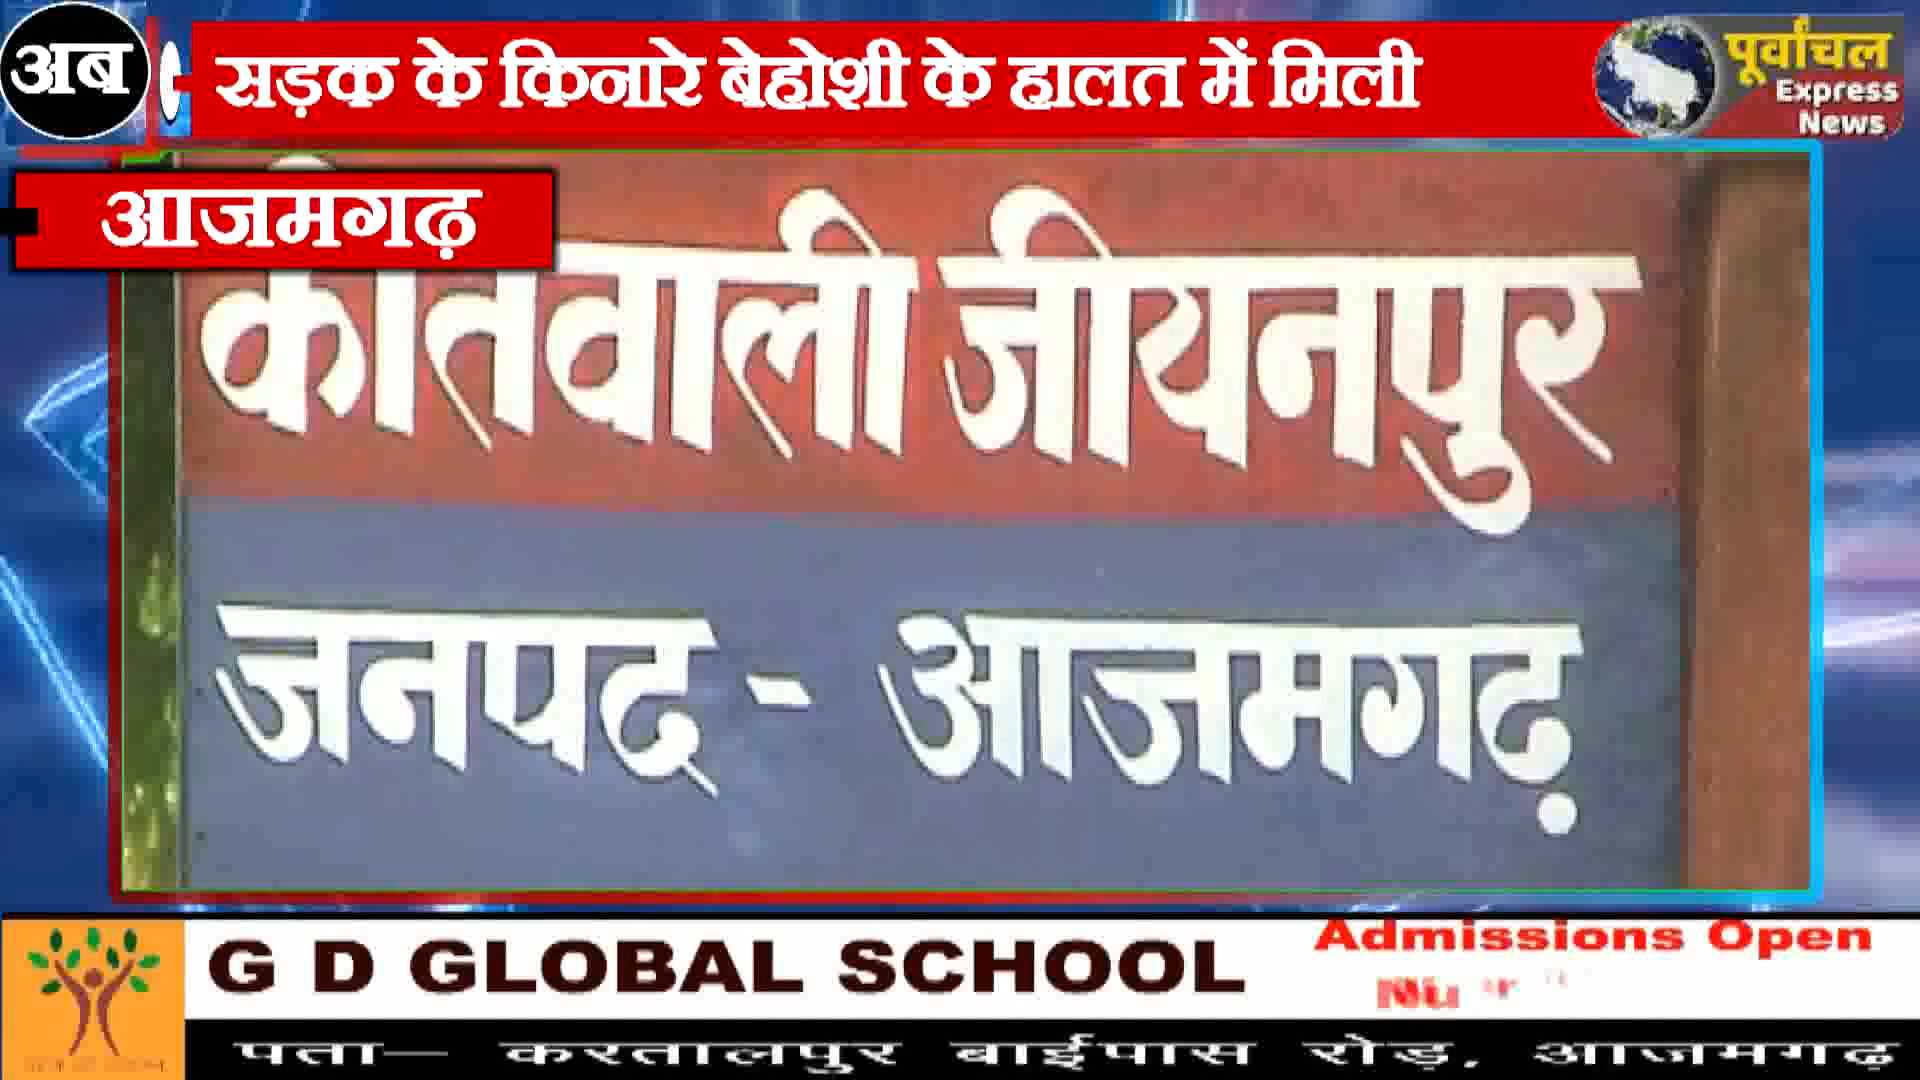 अब
सड़क के किनारे बेहोशी के हालत में मिली
पूर्वांचल
Express
News
आजमगढ़
कोतवाली जीयनपुर
जनपद - आजमगढ़
G D GLOBAL SCHOOL
Admissions Open
पता— करतालपुर बाईपास रोड़, आजमगढ़